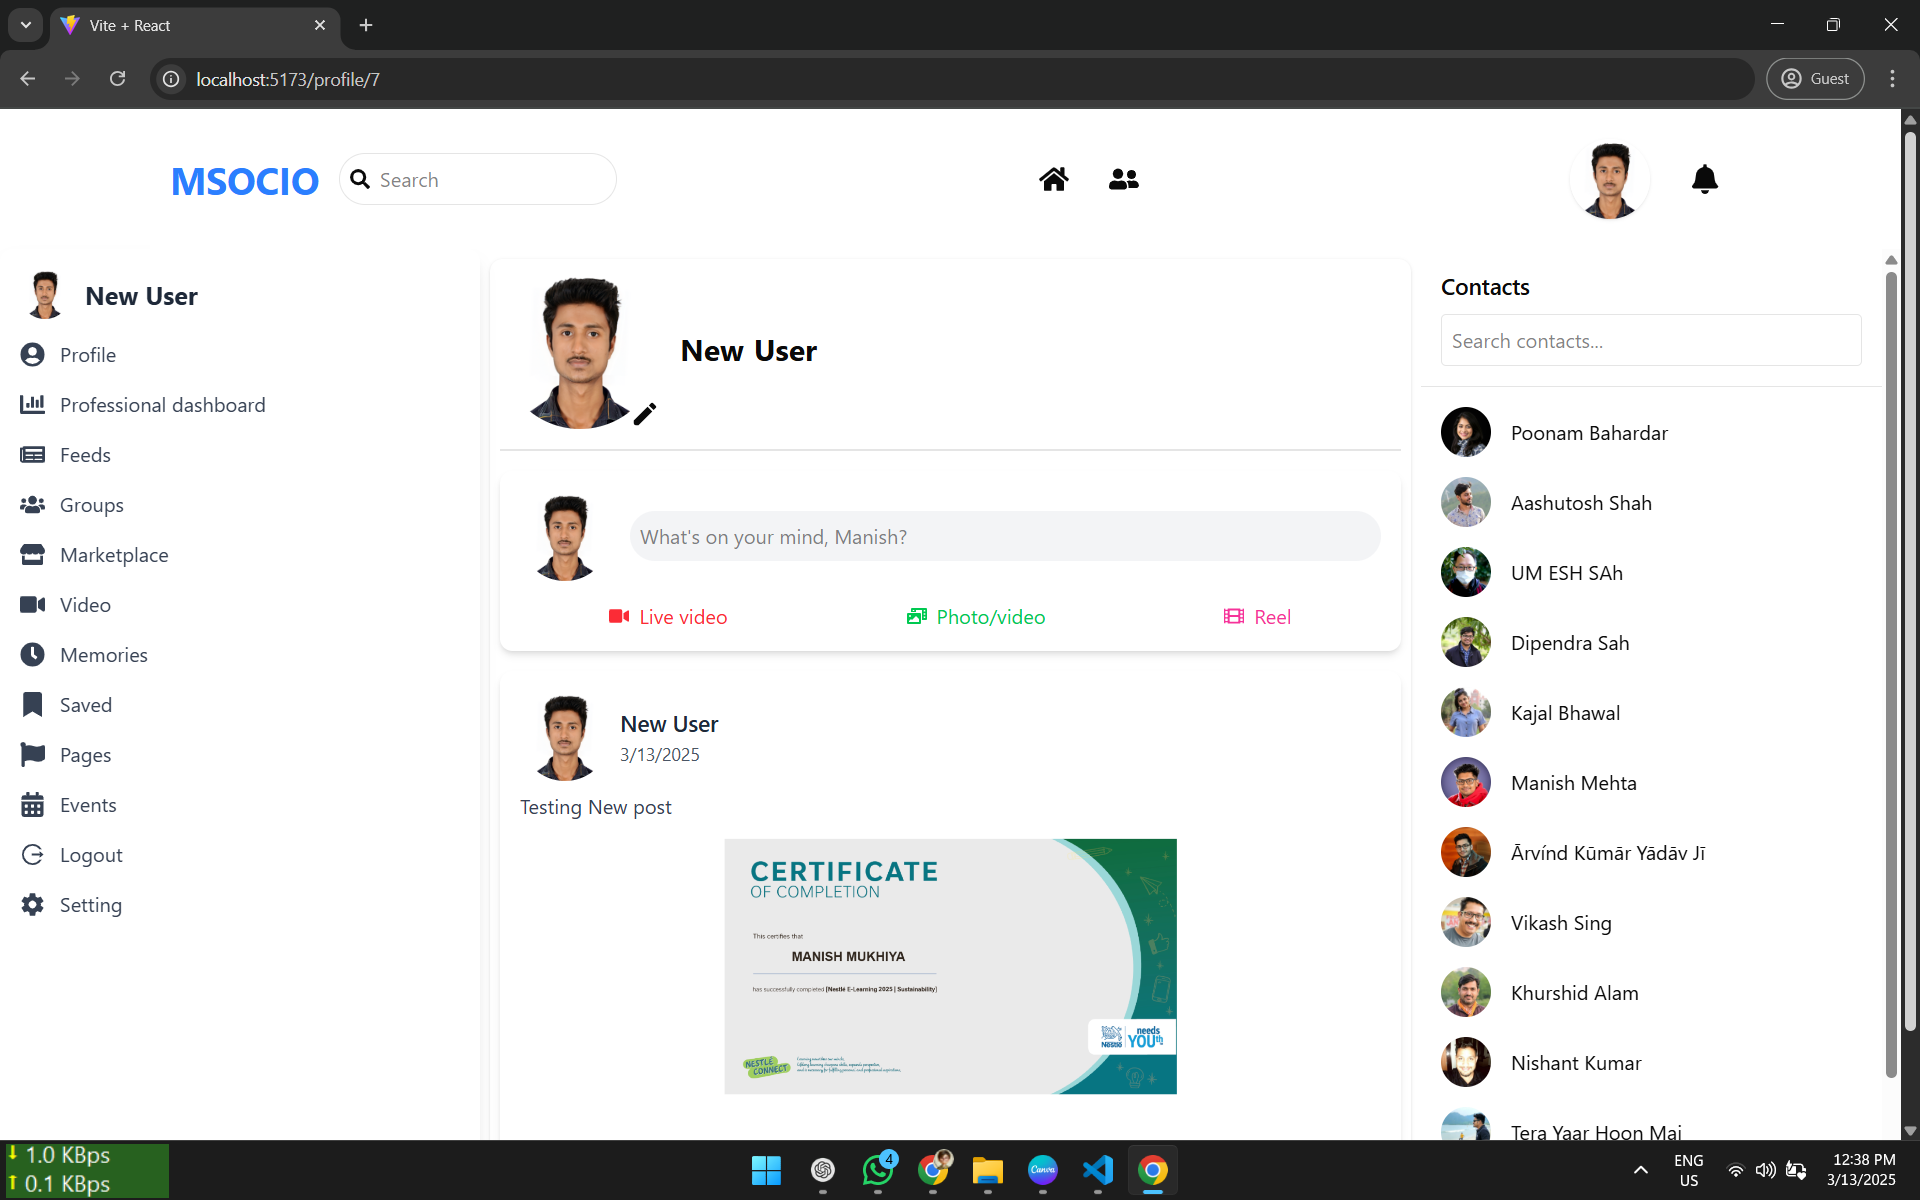 Vite + React
localhost:5173/profile/7
Guest
MSOCIO
Search
New User
Profile
Professional dashboard
Feeds
Groups
Marketplace
Video
Memories
Saved
Pages
Events
Logout
Setting
New User
What's on your mind, Manish?
Live video
Photo/video
Reel
New User
3/13/2025
Testing New post
CERTIFICATE
OF COMPLETION
This certifies that
MANISH MUKHIYA
has successfully completed [Nestlé E-Learning 2025 | Sustainability]
Nestlé
needs
YOUth
NESTLÉ
CONNECT
Contacts
Search contacts...
Poonam Bahardar
Aashutosh Shah
UM ESH SAh
Dipendra Sah
Kajal Bhawal
Manish Mehta
Ārvínd Kūmār Yādāv Jī
Vikash Sing
Khurshid Alam
Nishant Kumar
Tera Yaar Hoon Mai
1.0 KBps
0.1 KBps
4
Canva
ENG
US
12:38 PM
3/13/2025